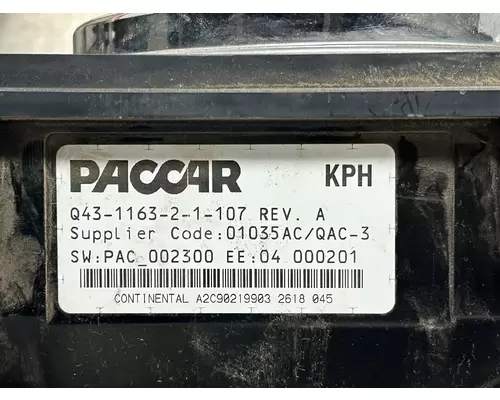 PACCAR KPH
Q43-1163-2-1-107 REV. A
Supplier Code:01035AC/QAC-3
SW:PAC_002300 EE:04 000201
CONTINENTAL A2C90219903 2618 045